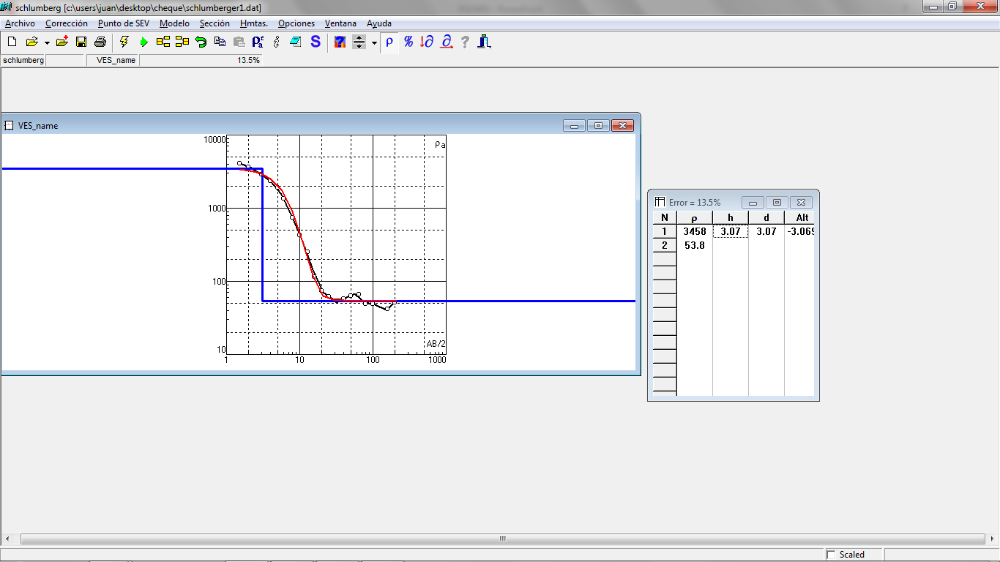 schlumberg [c:\users\juan\desktop\cheque\schlumberger1.dat]
Archivo Corrección Punto de SEV Modelo Sección Hmtas. Opciones Ventana Ayuda
schlumberg VES_name 13.5%
VES_name
10000
ρa
1000
100
10
AB/2
1 10 100 1000
Error = 13.5%
N ρ h d Alt
1 3458 3.07 3.07 -3.069
2 53.8
Scaled